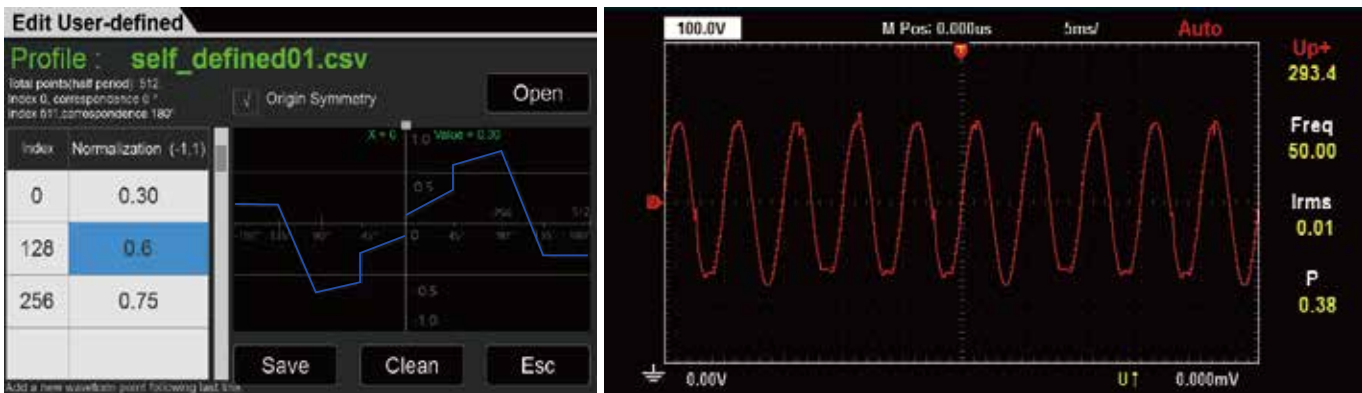 Edit User-defined
Profile : self_defined01.csv
Total points(half period) 512
Index 0, correspondence 0 °
Index 511,correspondence 180°
√ Origin Symmetry
Open
Index Normalization (-1,1)
0 0.30
128 0.6
256 0.75
X = 0 Value = 0.30
1.0
0.5
512
45° 0 45° 90°
-0.5
-1.0
Save Clean Esc
Add a new waveform point following last
100.0V M Pos: 0.000us 5ms/ Auto
Up+
293.4
Freq
50.00
Irms
0.01
P
0.38
0.00V U↑ 0.000mV